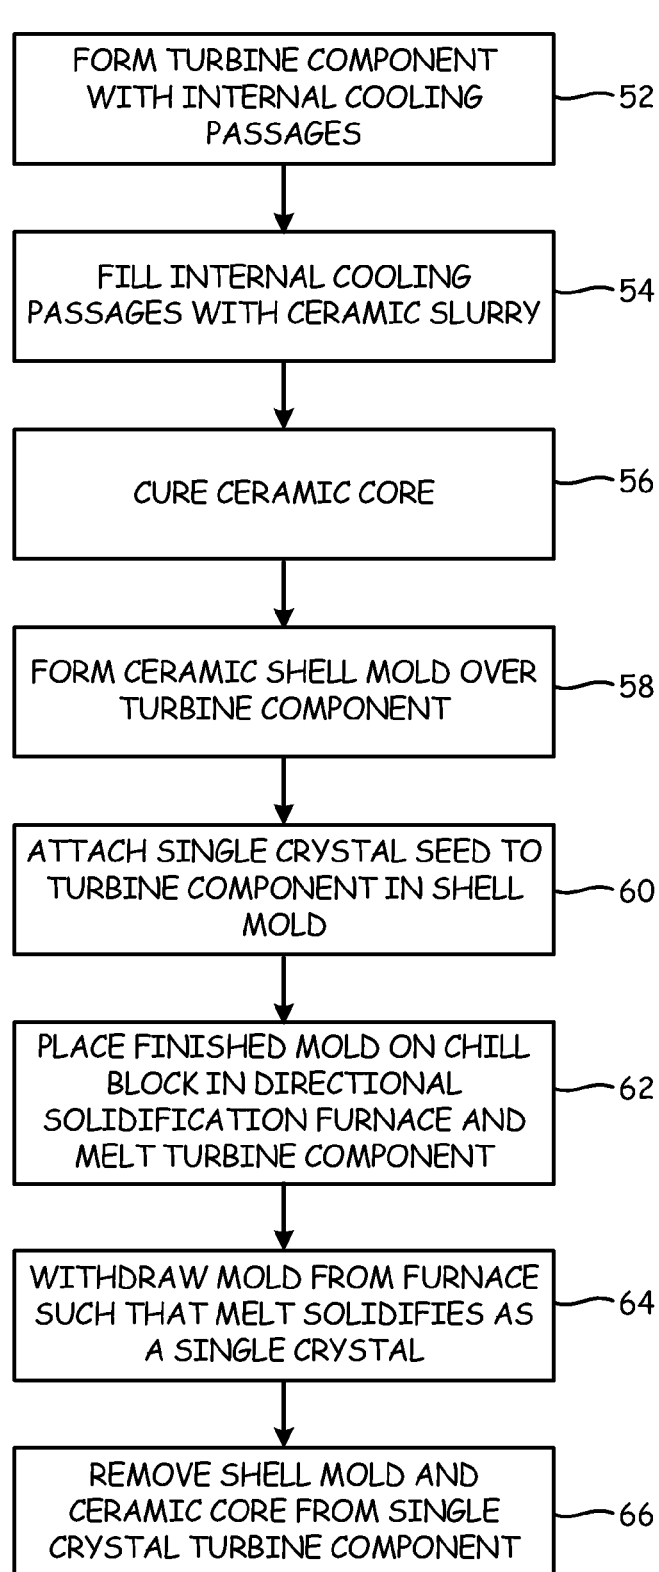 FORM TURBINE COMPONENT
WITH INTERNAL COOLING
PASSAGES
52
FILL INTERNAL COOLING
PASSAGES WITH CERAMIC SLURRY
54
CURE CERAMIC CORE
56
FORM CERAMIC SHELL MOLD OVER
TURBINE COMPONENT
58
ATTACH SINGLE CRYSTAL SEED TO
TURBINE COMPONENT IN SHELL
MOLD
60
PLACE FINISHED MOLD ON CHILL
BLOCK IN DIRECTIONAL
SOLIDIFICATION FURNACE AND
MELT TURBINE COMPONENT
62
WITHDRAW MOLD FROM FURNACE
SUCH THAT MELT SOLIDIFIES AS
A SINGLE CRYSTAL
64
REMOVE SHELL MOLD AND
CERAMIC CORE FROM SINGLE
CRYSTAL TURBINE COMPONENT
66